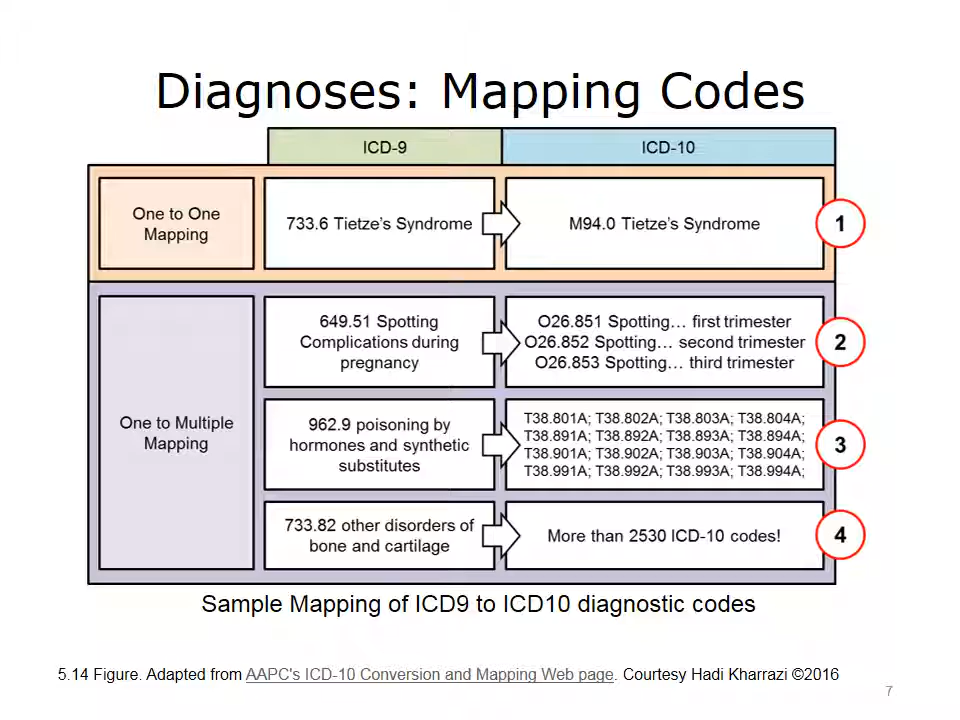 Diagnoses: Mapping Codes
ICD-9
ICD-10
One to One
Mapping
733.6 Tietze's Syndrome
M94.0 Tietze's Syndrome
1
One to Multiple
Mapping
649.51 Spotting
Complications during
pregnancy
O26.851 Spotting… first trimester
O26.852 Spotting… second trimester
O26.853 Spotting… third trimester
2
962.9 poisoning by
hormones and synthetic
substitutes
T38.801A; T38.802A; T38.803A; T38.804A;
T38.891A; T38.892A; T38.893A; T38.894A;
T38.901A; T38.902A; T38.903A; T38.904A;
T38.991A; T38.992A; T38.993A; T38.994A;
3
733.82 other disorders of
bone and cartilage
More than 2530 ICD-10 codes!
4
Sample Mapping of ICD9 to ICD10 diagnostic codes
5.14 Figure. Adapted from AAPC's ICD-10 Conversion and Mapping Web page. Courtesy Hadi Kharrazi ©2016
7